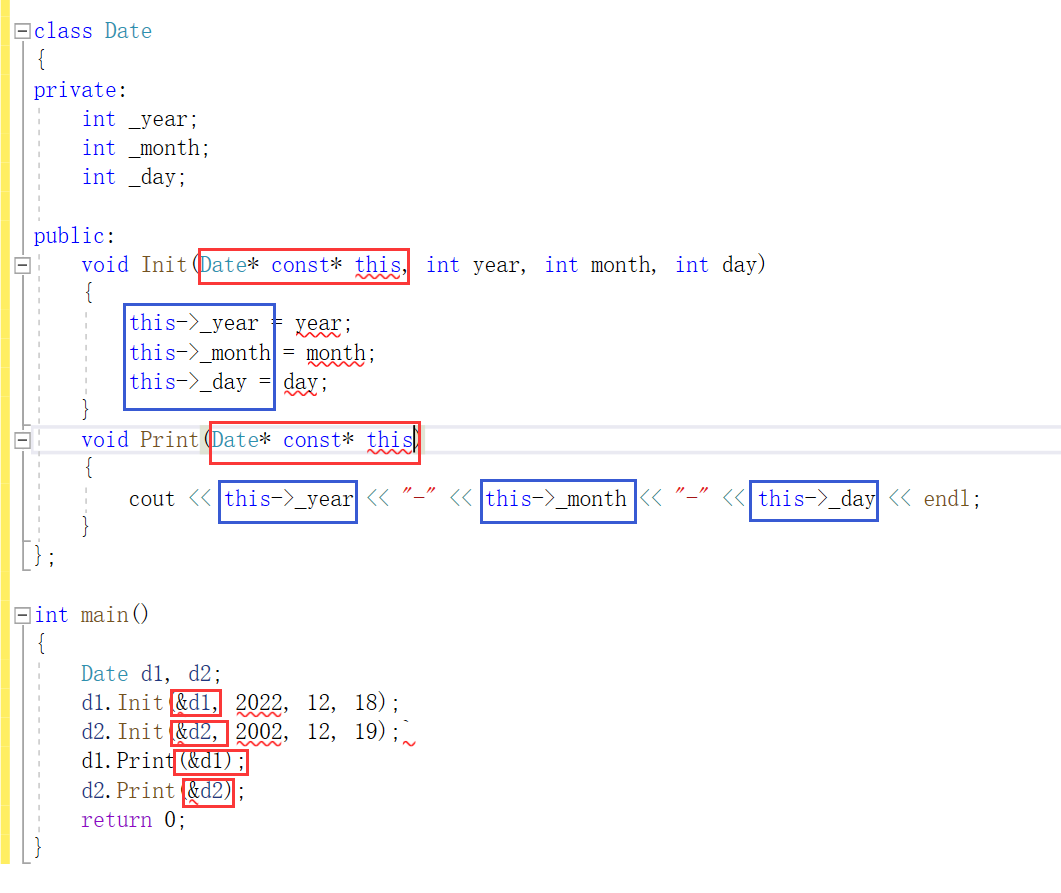 class Date
{
private:
    int _year;
    int _month;
    int _day;
public:
    void Init(Date* const* this, int year, int month, int day)
    {
        this->_year = year;
        this->_month = month;
        this->_day = day;
    }
    void Print(Date* const* this)
    {
        cout << this->_year << "-" << this->_month << "-" << this->_day << endl;
    }
};
int main()
{
    Date d1, d2;
    d1.Init(&d1, 2022, 12, 18);
    d2.Init(&d2, 2002, 12, 19);`
    d1.Print(&d1);
    d2.Print(&d2);
    return 0;
}